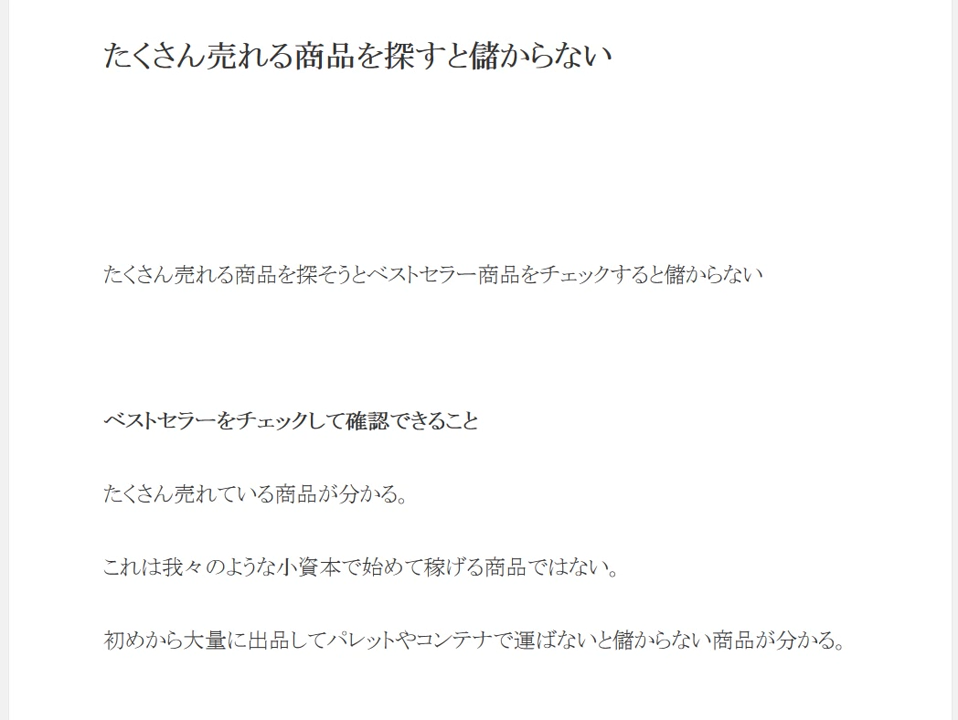 たくさん売れる商品を探すと儲からない
たくさん売れる商品を探そうとベストセラー商品をチェックすると儲からない
ベストセラーをチェックして確認できること
たくさん売れている商品が分かる。
これは我々のような小資本で始めて稼げる商品ではない。
初めから大量に出品してパレットやコンテナで運ばないと儲からない商品が分かる。